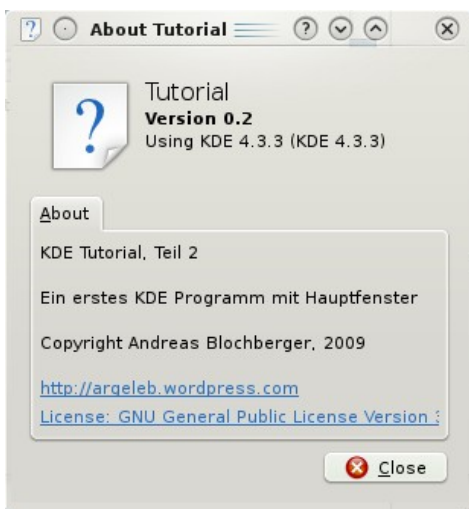 About Tutorial
Tutorial
Version 0.2
Using KDE 4.3.3 (KDE 4.3.3)
About
KDE Tutorial, Teil 2
Ein erstes KDE Programm mit Hauptfenster
Copyright Andreas Blochberger, 2009
http://argeleb.wordpress.com
License: GNU General Public License Version
Close